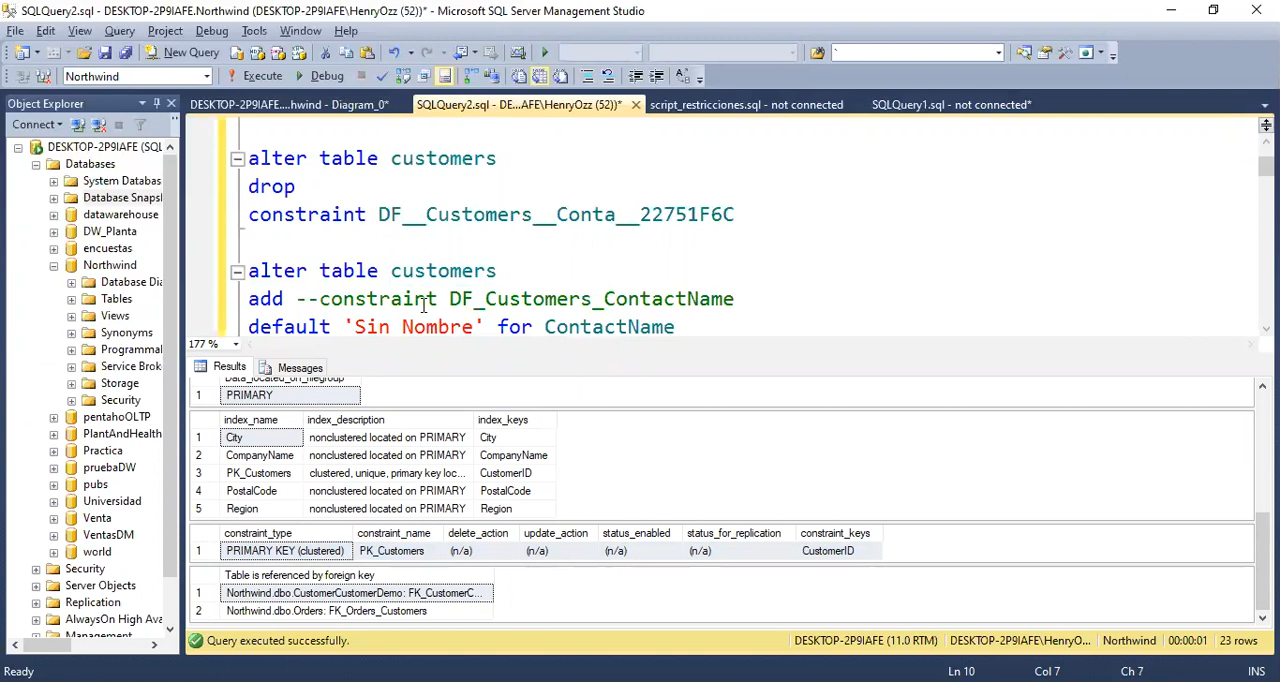 SQLQuery2.sql - DESKTOP-2P9IAFE.Northwind (DESKTOP-2P9IAFE\HenryOzz (52))* - Microsoft SQL Server Management Studio
File Edit View Query Project Debug Tools Window Help
New Query
Northwind Execute Debug
Object Explorer
Connect
DESKTOP-2P9IAFE (SQL
Databases
System Databas
Database Snapsl
datawarehouse
DW_Planta
encuestas
Northwind
Database Dia
Tables
Views
Synonyms
Programmal
Service Brok
Storage
Security
pentahoOLTP
PlantAndHealth
Practica
pruebaDW
pubs
Universidad
Venta
VentasDM
world
Security
Server Objects
Replication
AlwaysOn High Ava
Management
DESKTOP-2P9IAFE....hwind - Diagram_0* SQLQuery2.sql - DE...AFE\HenryOzz (52))* script_restricciones.sql - not connected SQLQuery1.sql - not connected*
alter table customers
drop
constraint DF__Customers__Conta__22751F6C
alter table customers
add --constraint DF_Customers_ContactName
default 'Sin Nombre' for ContactName
177 %
Results Messages
Data_located_on_filegroup
1 PRIMARY
index_name index_description index_keys
1 City nonclustered located on PRIMARY City
2 CompanyName nonclustered located on PRIMARY CompanyName
3 PK_Customers clustered, unique, primary key loc... CustomerID
4 PostalCode nonclustered located on PRIMARY PostalCode
5 Region nonclustered located on PRIMARY Region
constraint_type constraint_name delete_action update_action status_enabled status_for_replication constraint_keys
1 PRIMARY KEY (clustered) PK_Customers (n/a) (n/a) (n/a) (n/a) CustomerID
Table is referenced by foreign key
1 Northwind.dbo.CustomerCustomerDemo: FK_CustomerC...
2 Northwind.dbo.Orders: FK_Orders_Customers
Query executed successfully. DESKTOP-2P9IAFE (11.0 RTM) DESKTOP-2P9IAFE\HenryO... Northwind 00:00:01 23 rows
Ready Ln 10 Col 7 Ch 7 INS